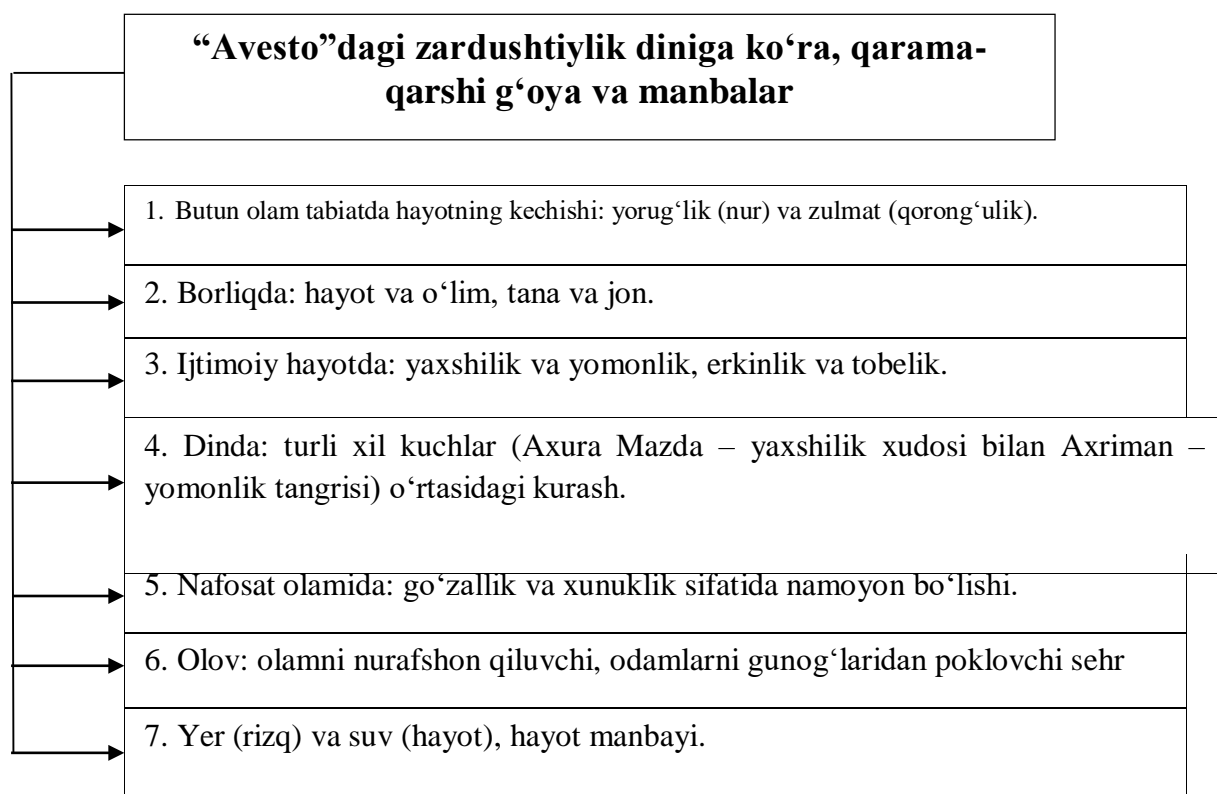 “Avesto”dagi zardushtiylik diniga ko‘ra, qarama-
qarshi g‘oya va manbalar
1. Butun olam tabiatda hayotning kechishi: yorug‘lik (nur) va zulmat (qorong‘ulik).
2. Borliqda: hayot va o‘lim, tana va jon.
3. Ijtimoiy hayotda: yaxshilik va yomonlik, erkinlik va tobelik.
4. Dinda: turli xil kuchlar (Axura Mazda – yaxshilik xudosi bilan Axriman –
yomonlik tangrisi) o‘rtasidagi kurash.
5. Nafosat olamida: go‘zallik va xunuklik sifatida namoyon bo‘lishi.
6. Olov: olamni nurafshon qiluvchi, odamlarni gunog‘laridan poklovchi sehr
7. Yer (rizq) va suv (hayot), hayot manbayi.